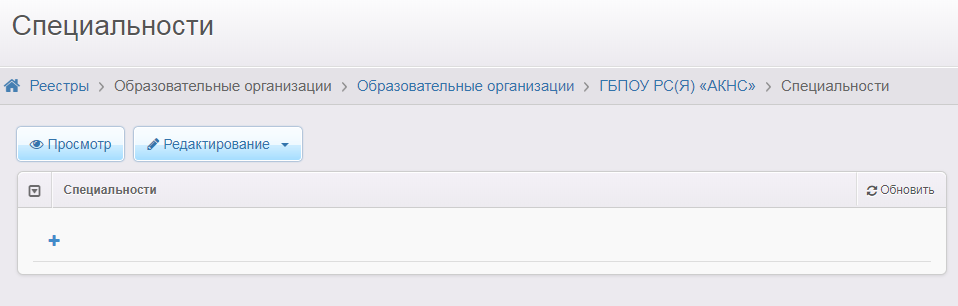 Специальности
Реестры Образовательные организации Образовательные организации ГБПОУ РС(Я) «АКНС» Специальности
Просмотр Редактирование
Специальности Обновить